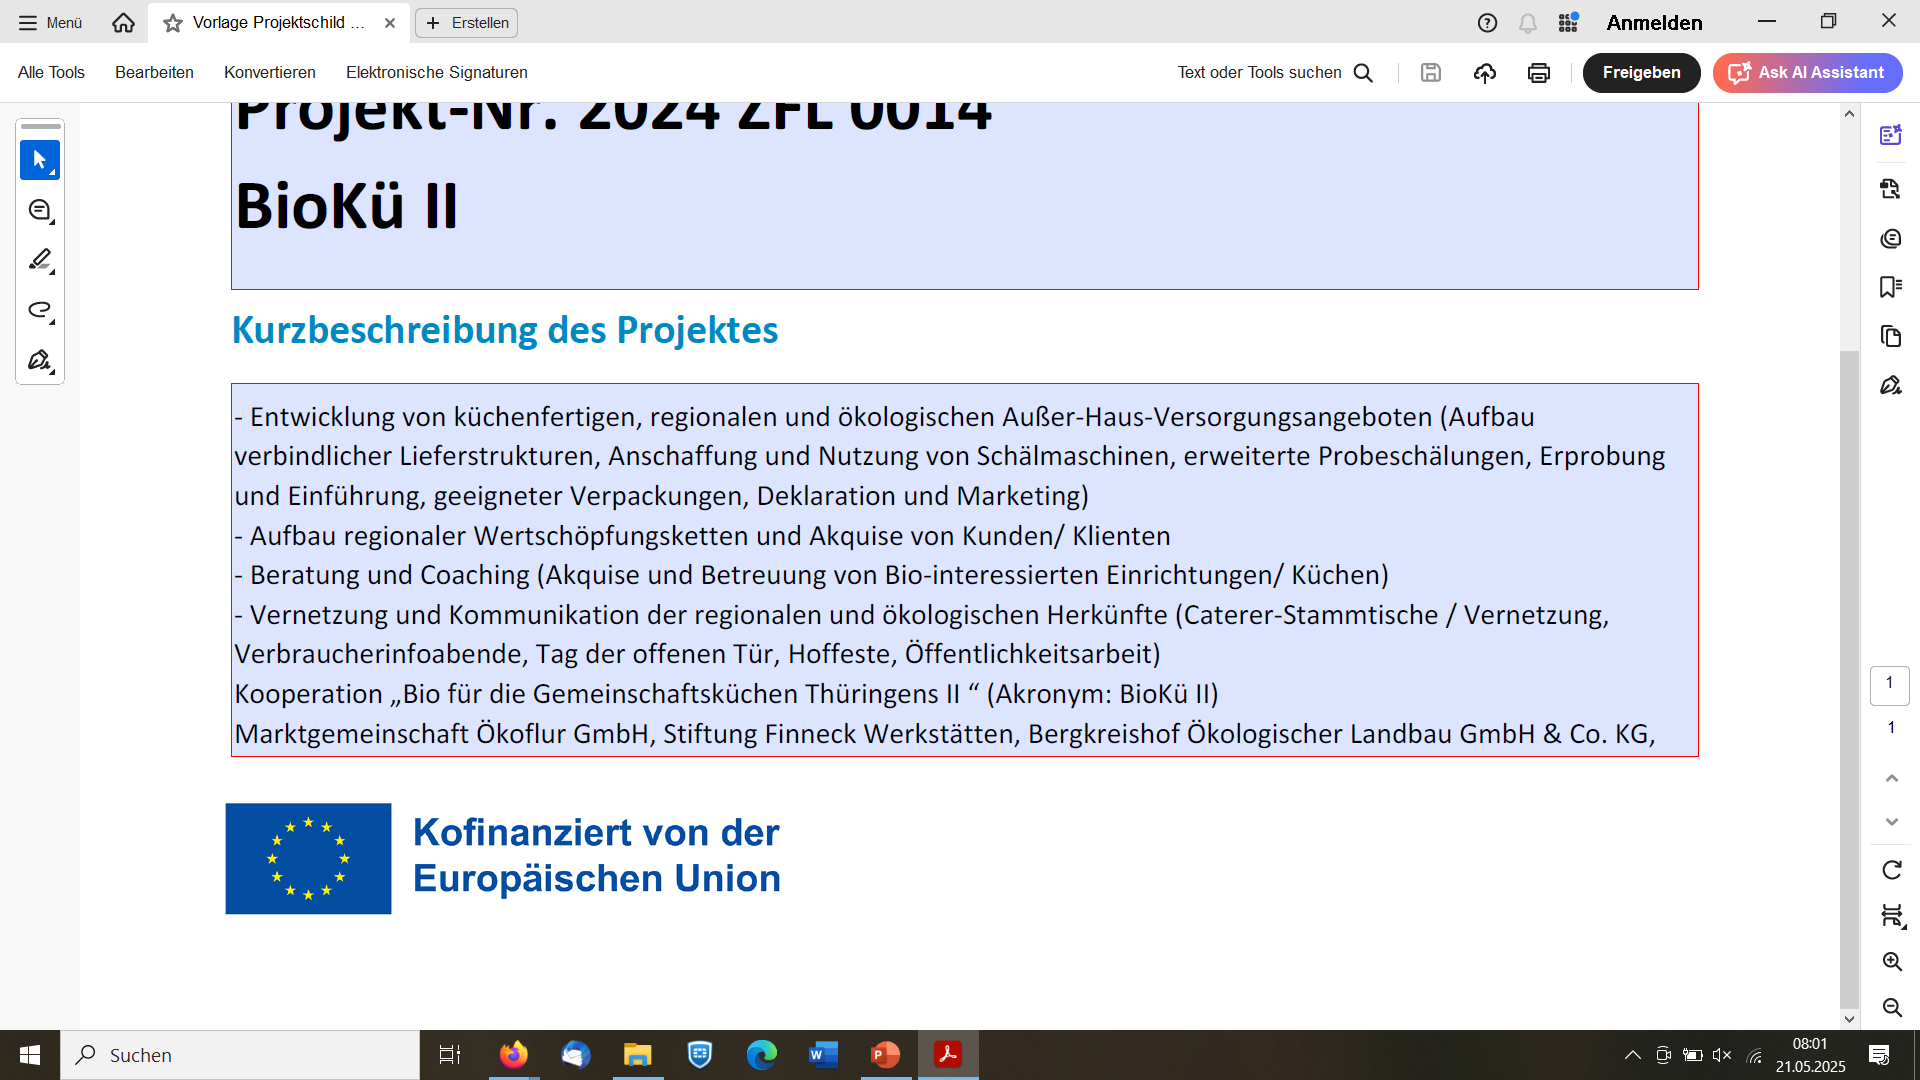 Menü
Vorlage Projektschild ...
Erstellen
Anmelden
Alle Tools
Bearbeiten
Konvertieren
Elektronische Signaturen
Text oder Tools suchen
Freigeben
Ask AI Assistant
Projekt-Nr. 2024 ZFL 0014
BioKü II
Kurzbeschreibung des Projektes
- Entwicklung von küchenfertigen, regionalen und ökologischen Außer-Haus-Versorgungsangeboten (Aufbau
verbindlicher Lieferstrukturen, Anschaffung und Nutzung von Schälmaschinen, erweiterte Probeschälungen, Erprobung
und Einführung, geeigneter Verpackungen, Deklaration und Marketing)
- Aufbau regionaler Wertschöpfungsketten und Akquise von Kunden/ Klienten
- Beratung und Coaching (Akquise und Betreuung von Bio-interessierten Einrichtungen/ Küchen)
- Vernetzung und Kommunikation der regionalen und ökologischen Herkünfte (Caterer-Stammtische / Vernetzung,
Verbraucherinfoabende, Tag der offenen Tür, Hoffeste, Öffentlichkeitsarbeit)
Kooperation „Bio für die Gemeinschaftsküchen Thüringens II “ (Akronym: BioKü II)
Marktgemeinschaft Ökoflur GmbH, Stiftung Finneck Werkstätten, Bergkreishof Ökologischer Landbau GmbH & Co. KG,
Kofinanziert von der
Europäischen Union
1
1
Suchen
08:01
21.05.2025